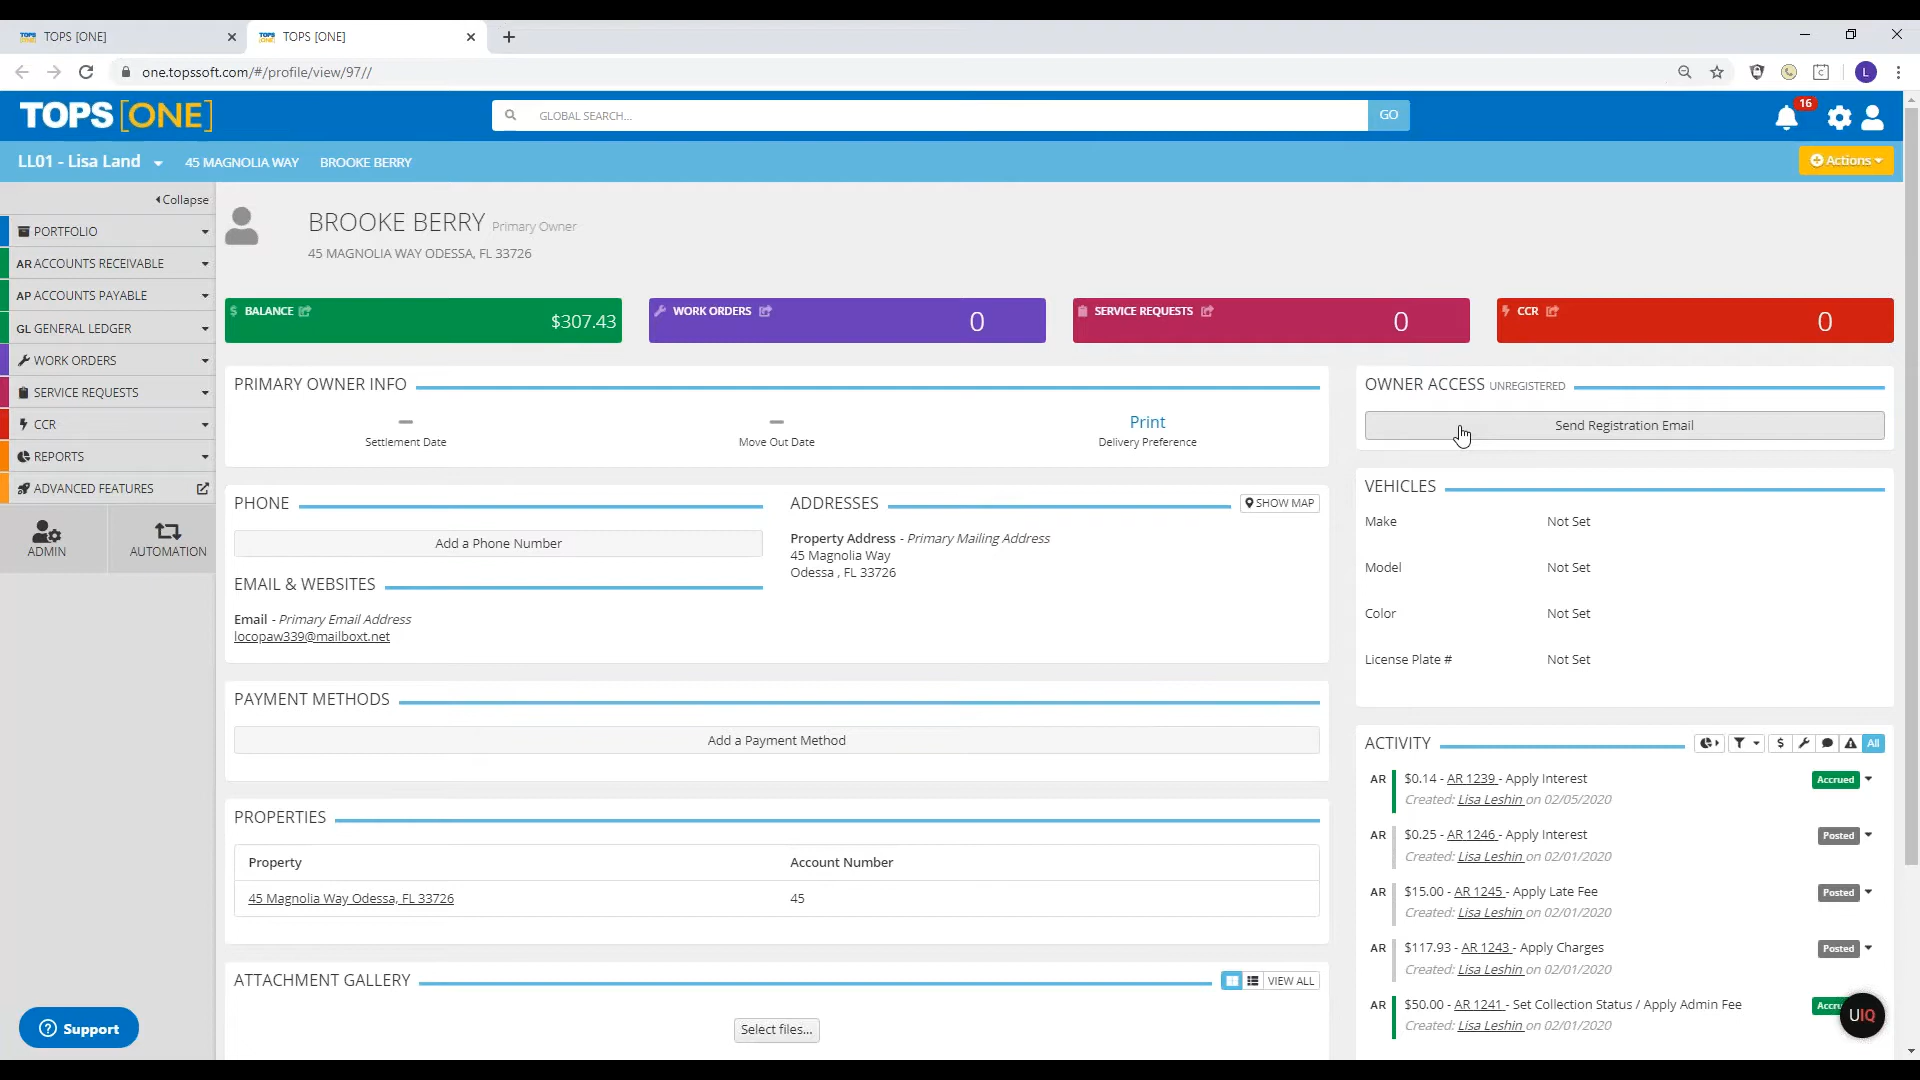 TOPS [ONE]
TOPS [ONE]
one.topssoft.com/#/profile/view/97//
L
TOPS [ONE]
GLOBAL SEARCH...
GO
16
LL01 - Lisa Land
45 MAGNOLIA WAY
BROOKE BERRY
Actions
Collapse
PORTFOLIO
AR ACCOUNTS RECEIVABLE
AP ACCOUNTS PAYABLE
GL GENERAL LEDGER
WORK ORDERS
SERVICE REQUESTS
CCR
REPORTS
ADVANCED FEATURES
ADMIN
AUTOMATION
BROOKE BERRY Primary Owner
45 MAGNOLIA WAY ODESSA, FL 33726
$ BALANCE
$307.43
WORK ORDERS
0
SERVICE REQUESTS
0
CCR
0
PRIMARY OWNER INFO
Settlement Date
Move Out Date
Print
Delivery Preference
OWNER ACCESS UNREGISTERED
Send Registration Email
PHONE
Add a Phone Number
EMAIL & WEBSITES
Email - Primary Email Address
locopaw339@mailboxt.net
ADDRESSES
SHOW MAP
Property Address - Primary Mailing Address
45 Magnolia Way
Odessa , FL 33726
VEHICLES
Make Not Set
Model Not Set
Color Not Set
License Plate # Not Set
PAYMENT METHODS
Add a Payment Method
PROPERTIES
Property Account Number
45 Magnolia Way Odessa, FL 33726 45
ATTACHMENT GALLERY
VIEW ALL
Select files...
ACTIVITY
$
All
AR $0.14 - AR 1239 - Apply Interest Accrued
Created: Lisa Leshin on 02/05/2020
AR $0.25 - AR 1246 - Apply Interest Posted
Created: Lisa Leshin on 02/01/2020
AR $15.00 - AR 1245 - Apply Late Fee Posted
Created: Lisa Leshin on 02/01/2020
AR $117.93 - AR 1243 - Apply Charges Posted
Created: Lisa Leshin on 02/01/2020
AR $50.00 - AR 1241 - Set Collection Status / Apply Admin Fee Accru
Created: Lisa Leshin on 02/01/2020
Support
UIQ